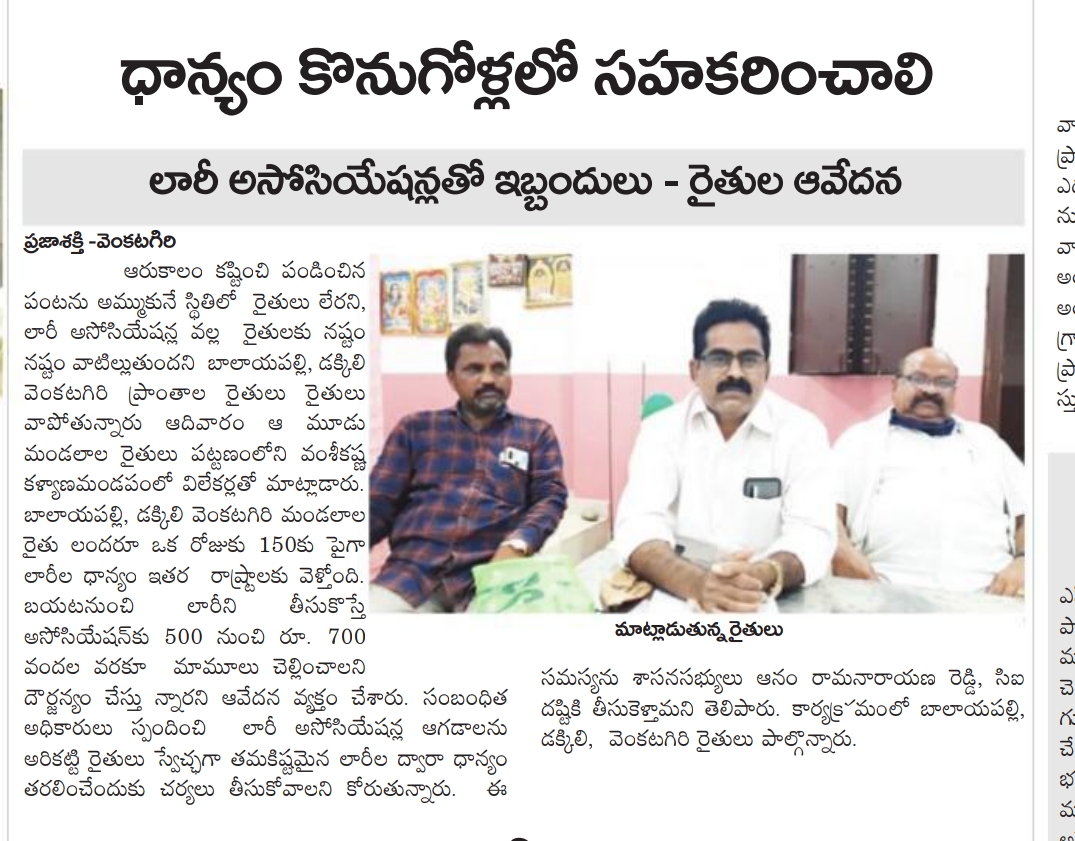 ధాన్యం కొనుగోళ్లలో సహకరించాలి
లారీ అసోసియేషన్లతో ఇబ్బందులు - రైతుల ఆవేదన
ప్రజాశక్తి -వెంకటగిరి
ఆరుకాలం కష్టించి పండించిన
పంటను అమ్ముకునే స్థితిలో రైతులు లేరని,
లారీ అసోసియేషన్ల వల్ల రైతులకు నష్టం
నష్టం వాటిల్లుతుందని బాలాయపల్లి, డక్కిలి
వెంకటగిరి ప్రాంతాల రైతులు రైతులు
వాపోతున్నారు ఆదివారం ఆ మూడు
మండలాల రైతులు పట్టణంలోని వంశీకష్ణ
కళ్యాణమండపంలో విలేకర్లతో మాట్లాడారు.
బాలాయపల్లి, డక్కిలి వెంకటగిరి మండలాల
రైతు లందరూ ఒక రోజుకు 150కు పైగా
లారీల ధాన్యం ఇతర రాష్ట్రాలకు వెళ్తోంది.
బయటనుంచి లారీని తీసుకొస్తే
అసోసియేషన్‌కు 500 నుంచి రూ. 700
వందల వరకూ మామూలు చెల్లించాలని
దౌర్జన్యం చేస్తు న్నారని ఆవేదన వ్యక్తం చేశారు. సంబంధిత
అధికారులు స్పందించి లారీ అసోసియేషన్ల ఆగడాలను
అరికట్టి రైతులు స్వేచ్ఛగా తమకిష్టమైన లారీల ద్వారా ధాన్యం
తరలించేందుకు చర్యలు తీసుకోవాలని కోరుతున్నారు. ఈ
మాట్లాడుతున్న రైతులు
సమస్యను శాసనసభ్యులు ఆనం రామనారాయణ రెడ్డి, సిఐ
దష్టికి తీసుకెళ్తామని తెలిపారు. కార్యక్రమంలో బాలాయపల్లి,
డక్కిలి, వెంకటగిరి రైతులు పాల్గొన్నారు.